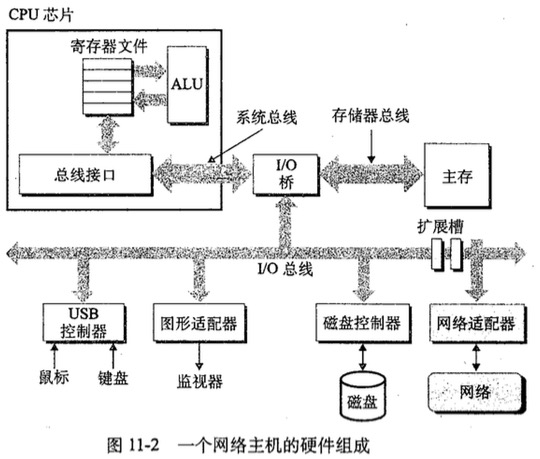 CPU 芯片
寄存器文件
ALU
系统总线
存储器总线
总线接口
I/O
桥
主存
扩展槽
I/O 总线
USB
控制器
图形适配器
磁盘控制器
网络适配器
鼠标
键盘
监视器
磁盘
网络
图 11-2 一个网络主机的硬件组成